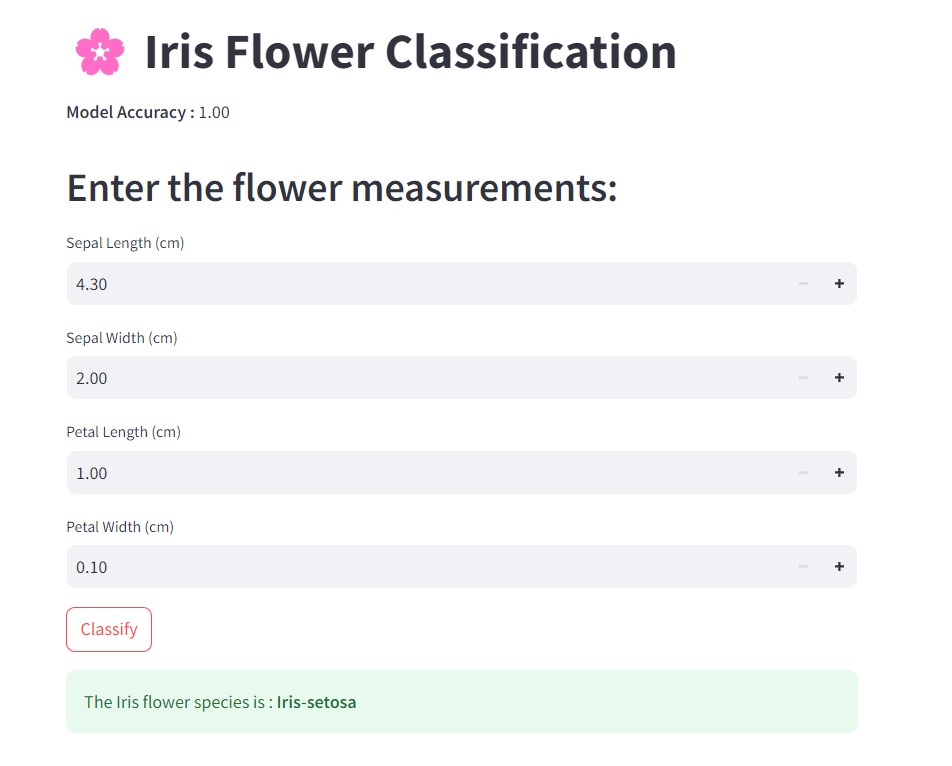 Iris Flower Classification
Model Accuracy : 1.00
Enter the flower measurements:
Sepal Length (cm)
4.30
Sepal Width (cm)
2.00
Petal Length (cm)
1.00
Petal Width (cm)
0.10
Classify
The Iris flower species is : Iris-setosa